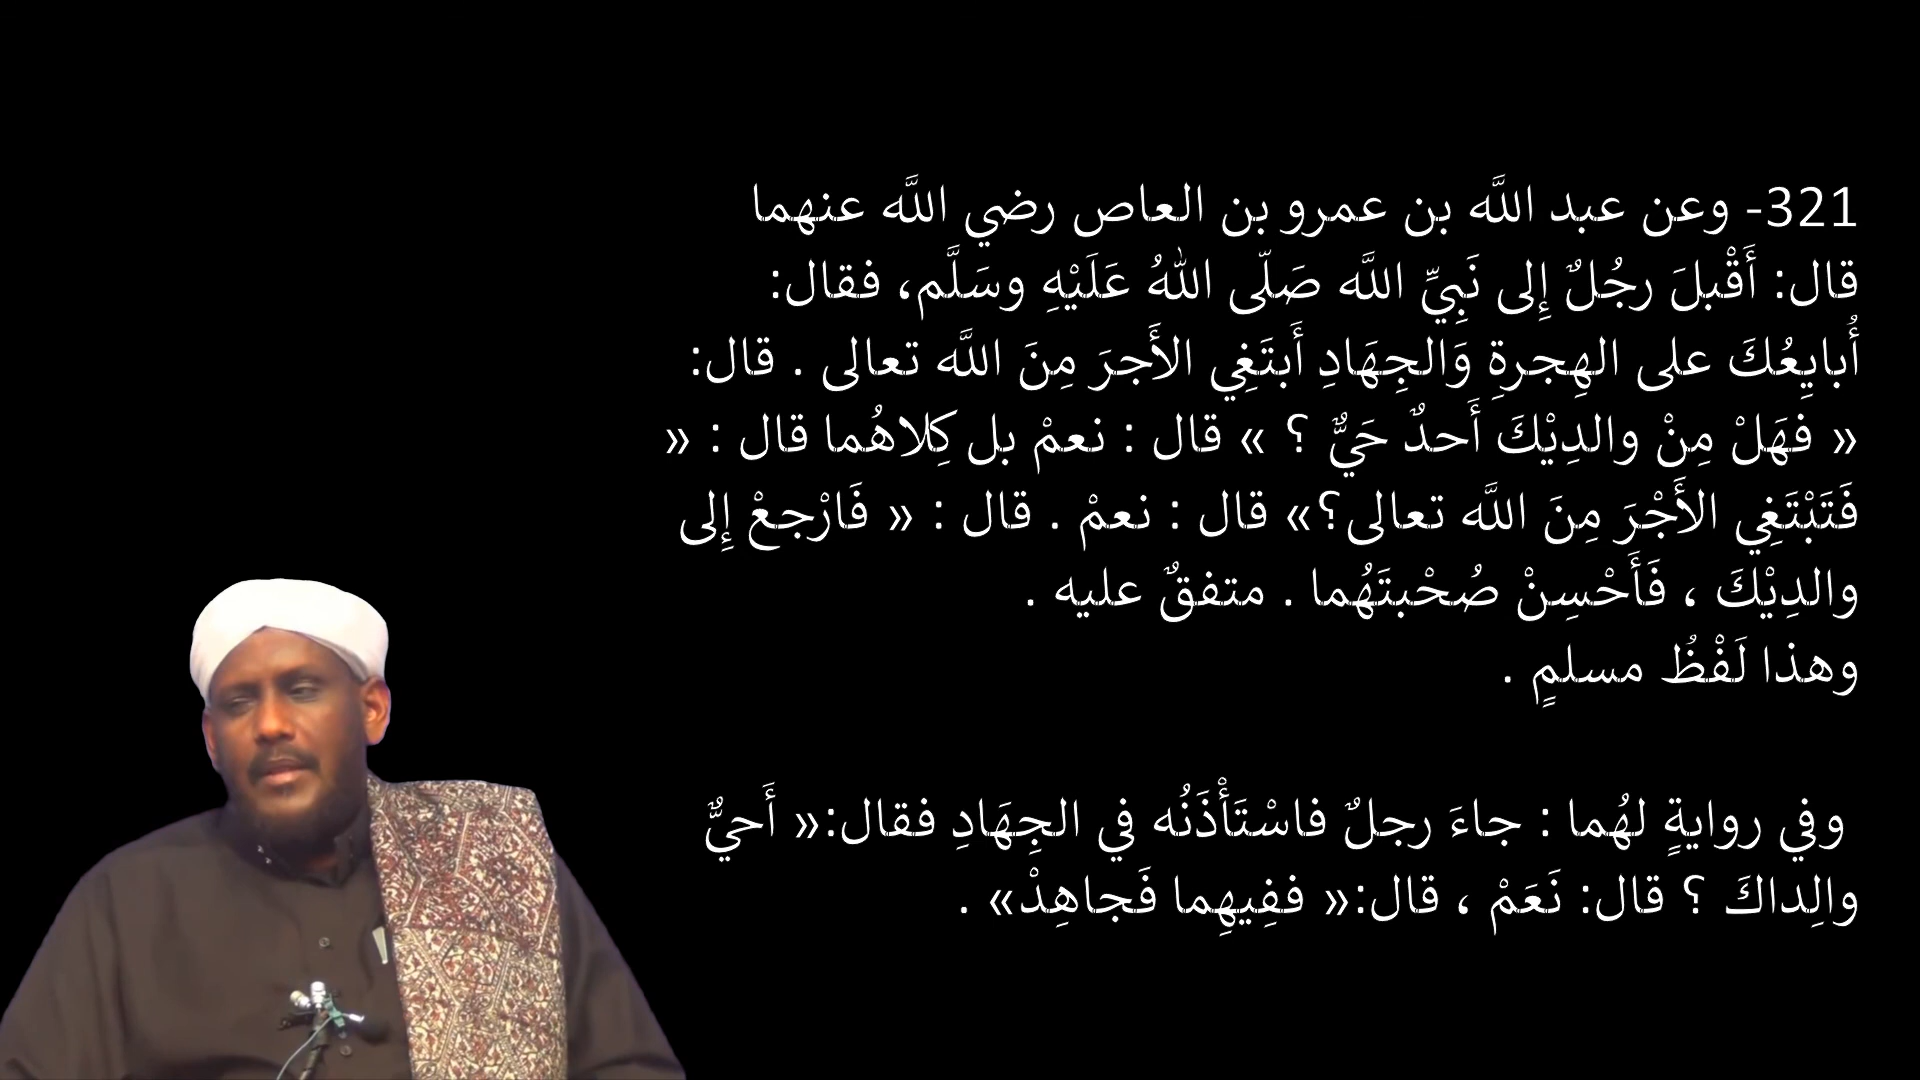 321- وعن عبد اللَّه بن عمرو بن العاص رضي اللَّه عنهما
قال: أَقْبلَ رجُلٌ إِلى نَبِيِّ اللَّه صَلّى اللهُ عَلَيْهِ وسَلَّم، فقال:
أُبايِعُكَ على الهِجرةِ وَالجِهَادِ أَبتَغِي الأَجرَ مِنَ اللَّه تعالى . قال:
« فهَلْ مِنْ والدِيْكَ أَحدٌ حَيٌّ ؟ » قال : نعمْ بل كِلاهُما قال : «
فَتَبْتَغِي الأَجْرَ مِنَ اللَّه تعالى؟» قال : نعمْ . قال : « فَارْجعْ إِلى
والدِيْكَ ، فَأَحْسِنْ صُحْبتَهُما . متفقٌ عليه .
وهذا لَفْظُ مسلمٍ .
وفي روايةٍ لهُما : جاءَ رجلٌ فاسْتَأْذَنُه في الجِهَادِ فقال:« أَحيٌّ
والِداكَ ؟ قال: نَعَمْ ، قال:« ففِيهِما فَجاهِدْ» .